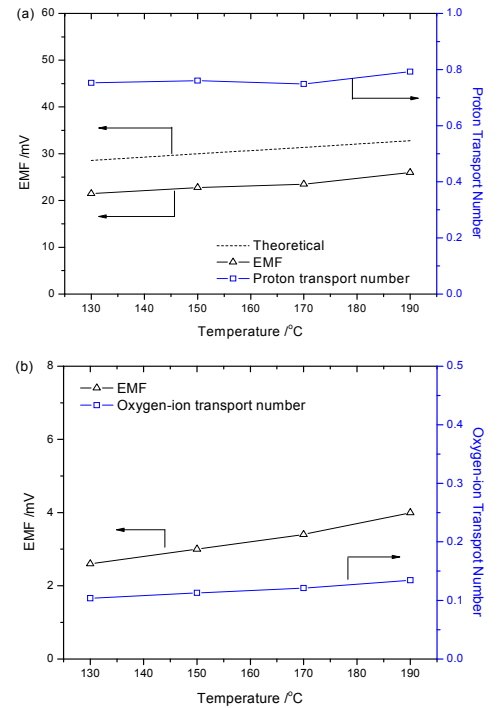 (a)
60
50
40
30
20
10
0
EMF /mV
1.0
0.8
0.6
0.4
0.2
0.0
Proton Transport Number
Theoretical
EMF
Proton transport number
130 140 150 160 170 180 190
Temperature /°C
(b)
8
6
4
2
0
EMF /mV
EMF
Oxygen-ion transport number
0.5
0.4
0.3
0.2
0.1
0.0
Oxygen-ion Transprot Number
130 140 150 160 170 180 190
Temperature /°C